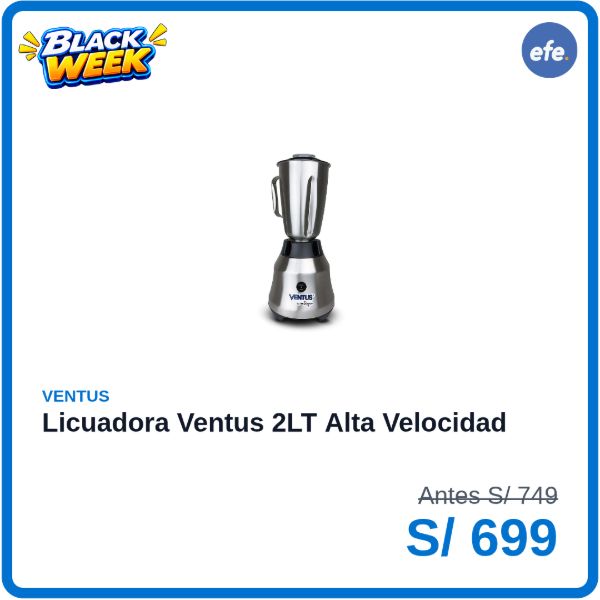 BLACK
WEEK
efe.
VENTUS
VENTUS
Licuadora Ventus 2LT Alta Velocidad
Antes S/ 749
S/ 699